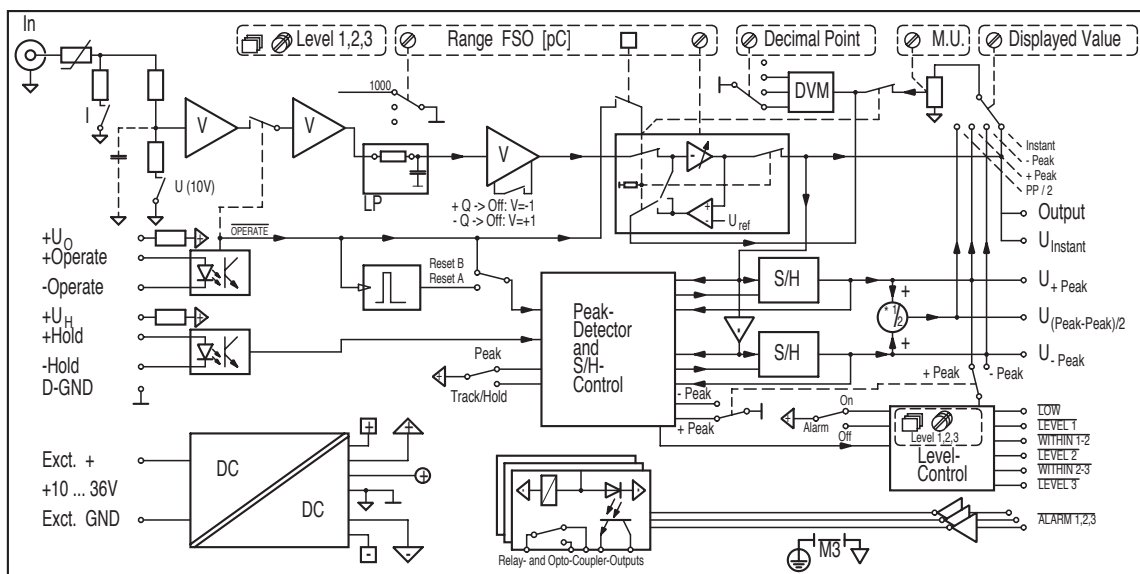 In
Level 1,2,3
Range FSO [pC]
Decimal Point
M.U.
Displayed Value
1000
DVM
I
V
V
V
Instant
- Peak
+ Peak
PP / 2
U (10V)
LP
+ Q -> Off: V=-1
- Q -> Off: V=+1
-
+
-
U ref
Output
U Instant
+UO
OPERATE
+Operate
-Operate
Reset B
Reset A
S/H
U + Peak
+
* 1/2
+
U (Peak-Peak)/2
+UH
+Hold
-Hold
D-GND
Peak-
Detector
and
S/H-
Control
-
S/H
U - Peak
Peak
Track/Hold
- Peak
+ Peak
+ Peak
- Peak
On
Alarm
Off
Level 1,2,3
Level-
Control
LOW
LEVEL 1
WITHIN 1-2
LEVEL 2
WITHIN 2-3
LEVEL 3
Exct. +
+10 ... 36V
Exct. GND
DC
DC
+
+
+
-
-
ALARM 1,2,3
Relay- and Opto-Coupler-Outputs
M3